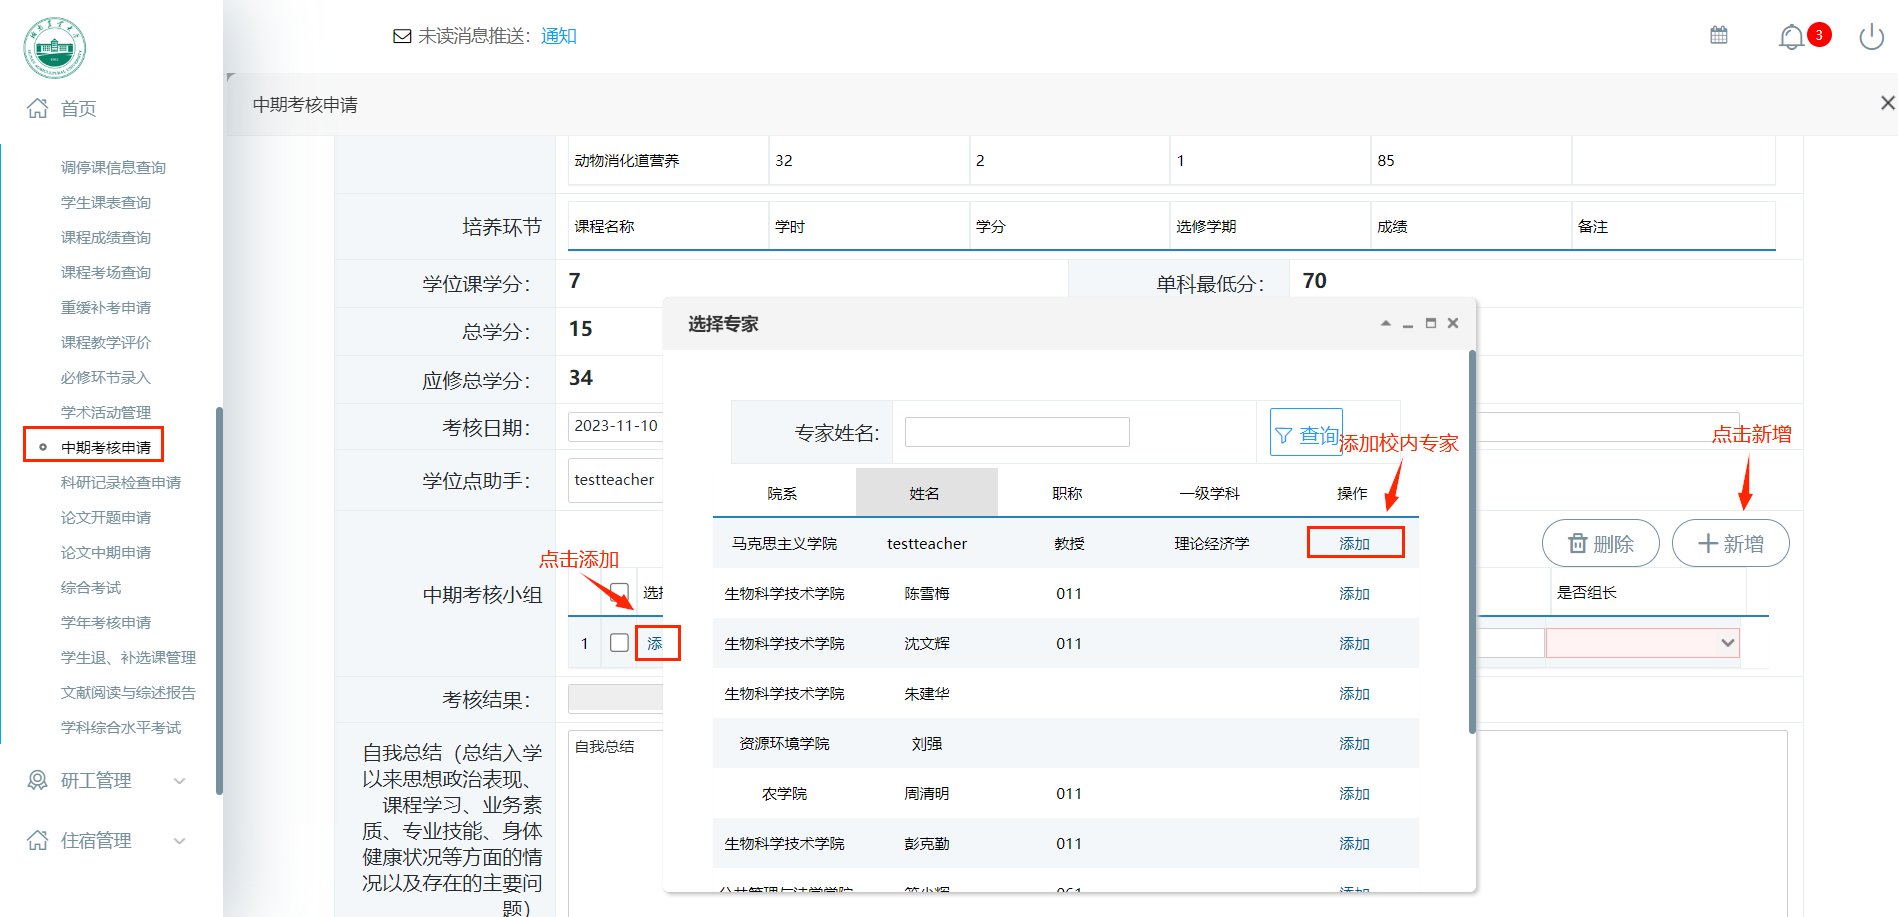 未读消息推送：通知
3
首页
调停课信息查询
学生课表查询
课程成绩查询
课程考场查询
重缓补考申请
课程教学评价
必修环节录入
学术活动管理
中期考核申请
科研记录检查申请
论文开题申请
论文中期申请
综合考试
学年考核申请
学生退、补选课管理
文献阅读与综述报告
学科综合水平考试
研工管理
住宿管理
中期考核申请
动物消化道营养 32 2 1 85
培养环节 课程名称 学时 学分 选修学期 成绩 备注
学位课学分： 7 单科最低分： 70
总学分： 15
应修总学分： 34
考核日期： 2023-11-10
学位点助手： testteacher
点击新增
删除 新增
点击添加
中期考核小组 选择 是否组长
1 添
考核结果：
自我总结（总结入学
以来思想政治表现、
课程学习、业务素
质、专业技能、身体
健康状况等方面的情
况以及存在的主要问
题）
自我总结
选择专家
专家姓名: 查询
添加校内专家
院系 姓名 职称 一级学科 操作
马克思主义学院 testteacher 教授 理论经济学 添加
生物科学技术学院 陈雪梅 011 添加
生物科学技术学院 沈文辉 011 添加
生物科学技术学院 朱建华 添加
资源环境学院 刘强 添加
农学院 周清明 011 添加
生物科学技术学院 彭克勤 011 添加